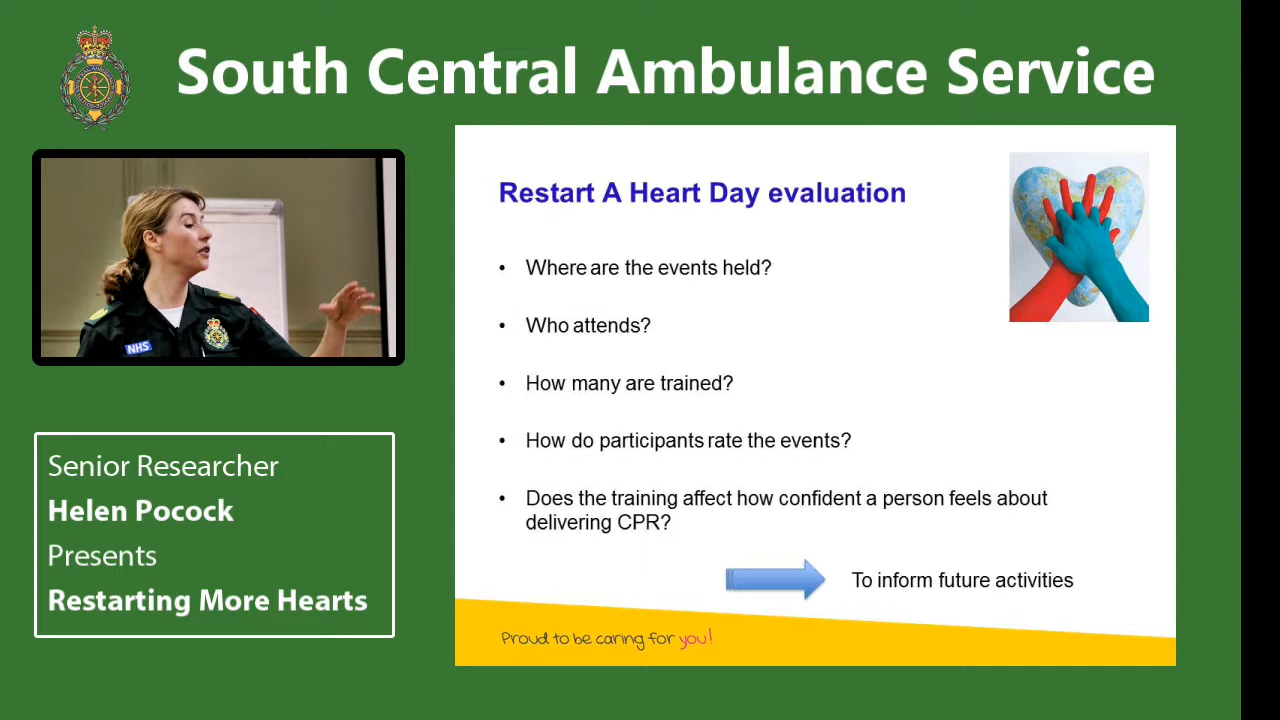 South Central Ambulance Service
NHS
Senior Researcher
Helen Pocock
Presents
Restarting More Hearts
Restart A Heart Day evaluation
• Where are the events held?
• Who attends?
• How many are trained?
• How do participants rate the events?
• Does the training affect how confident a person feels about
delivering CPR?
To inform future activities
Proud to be caring for you!